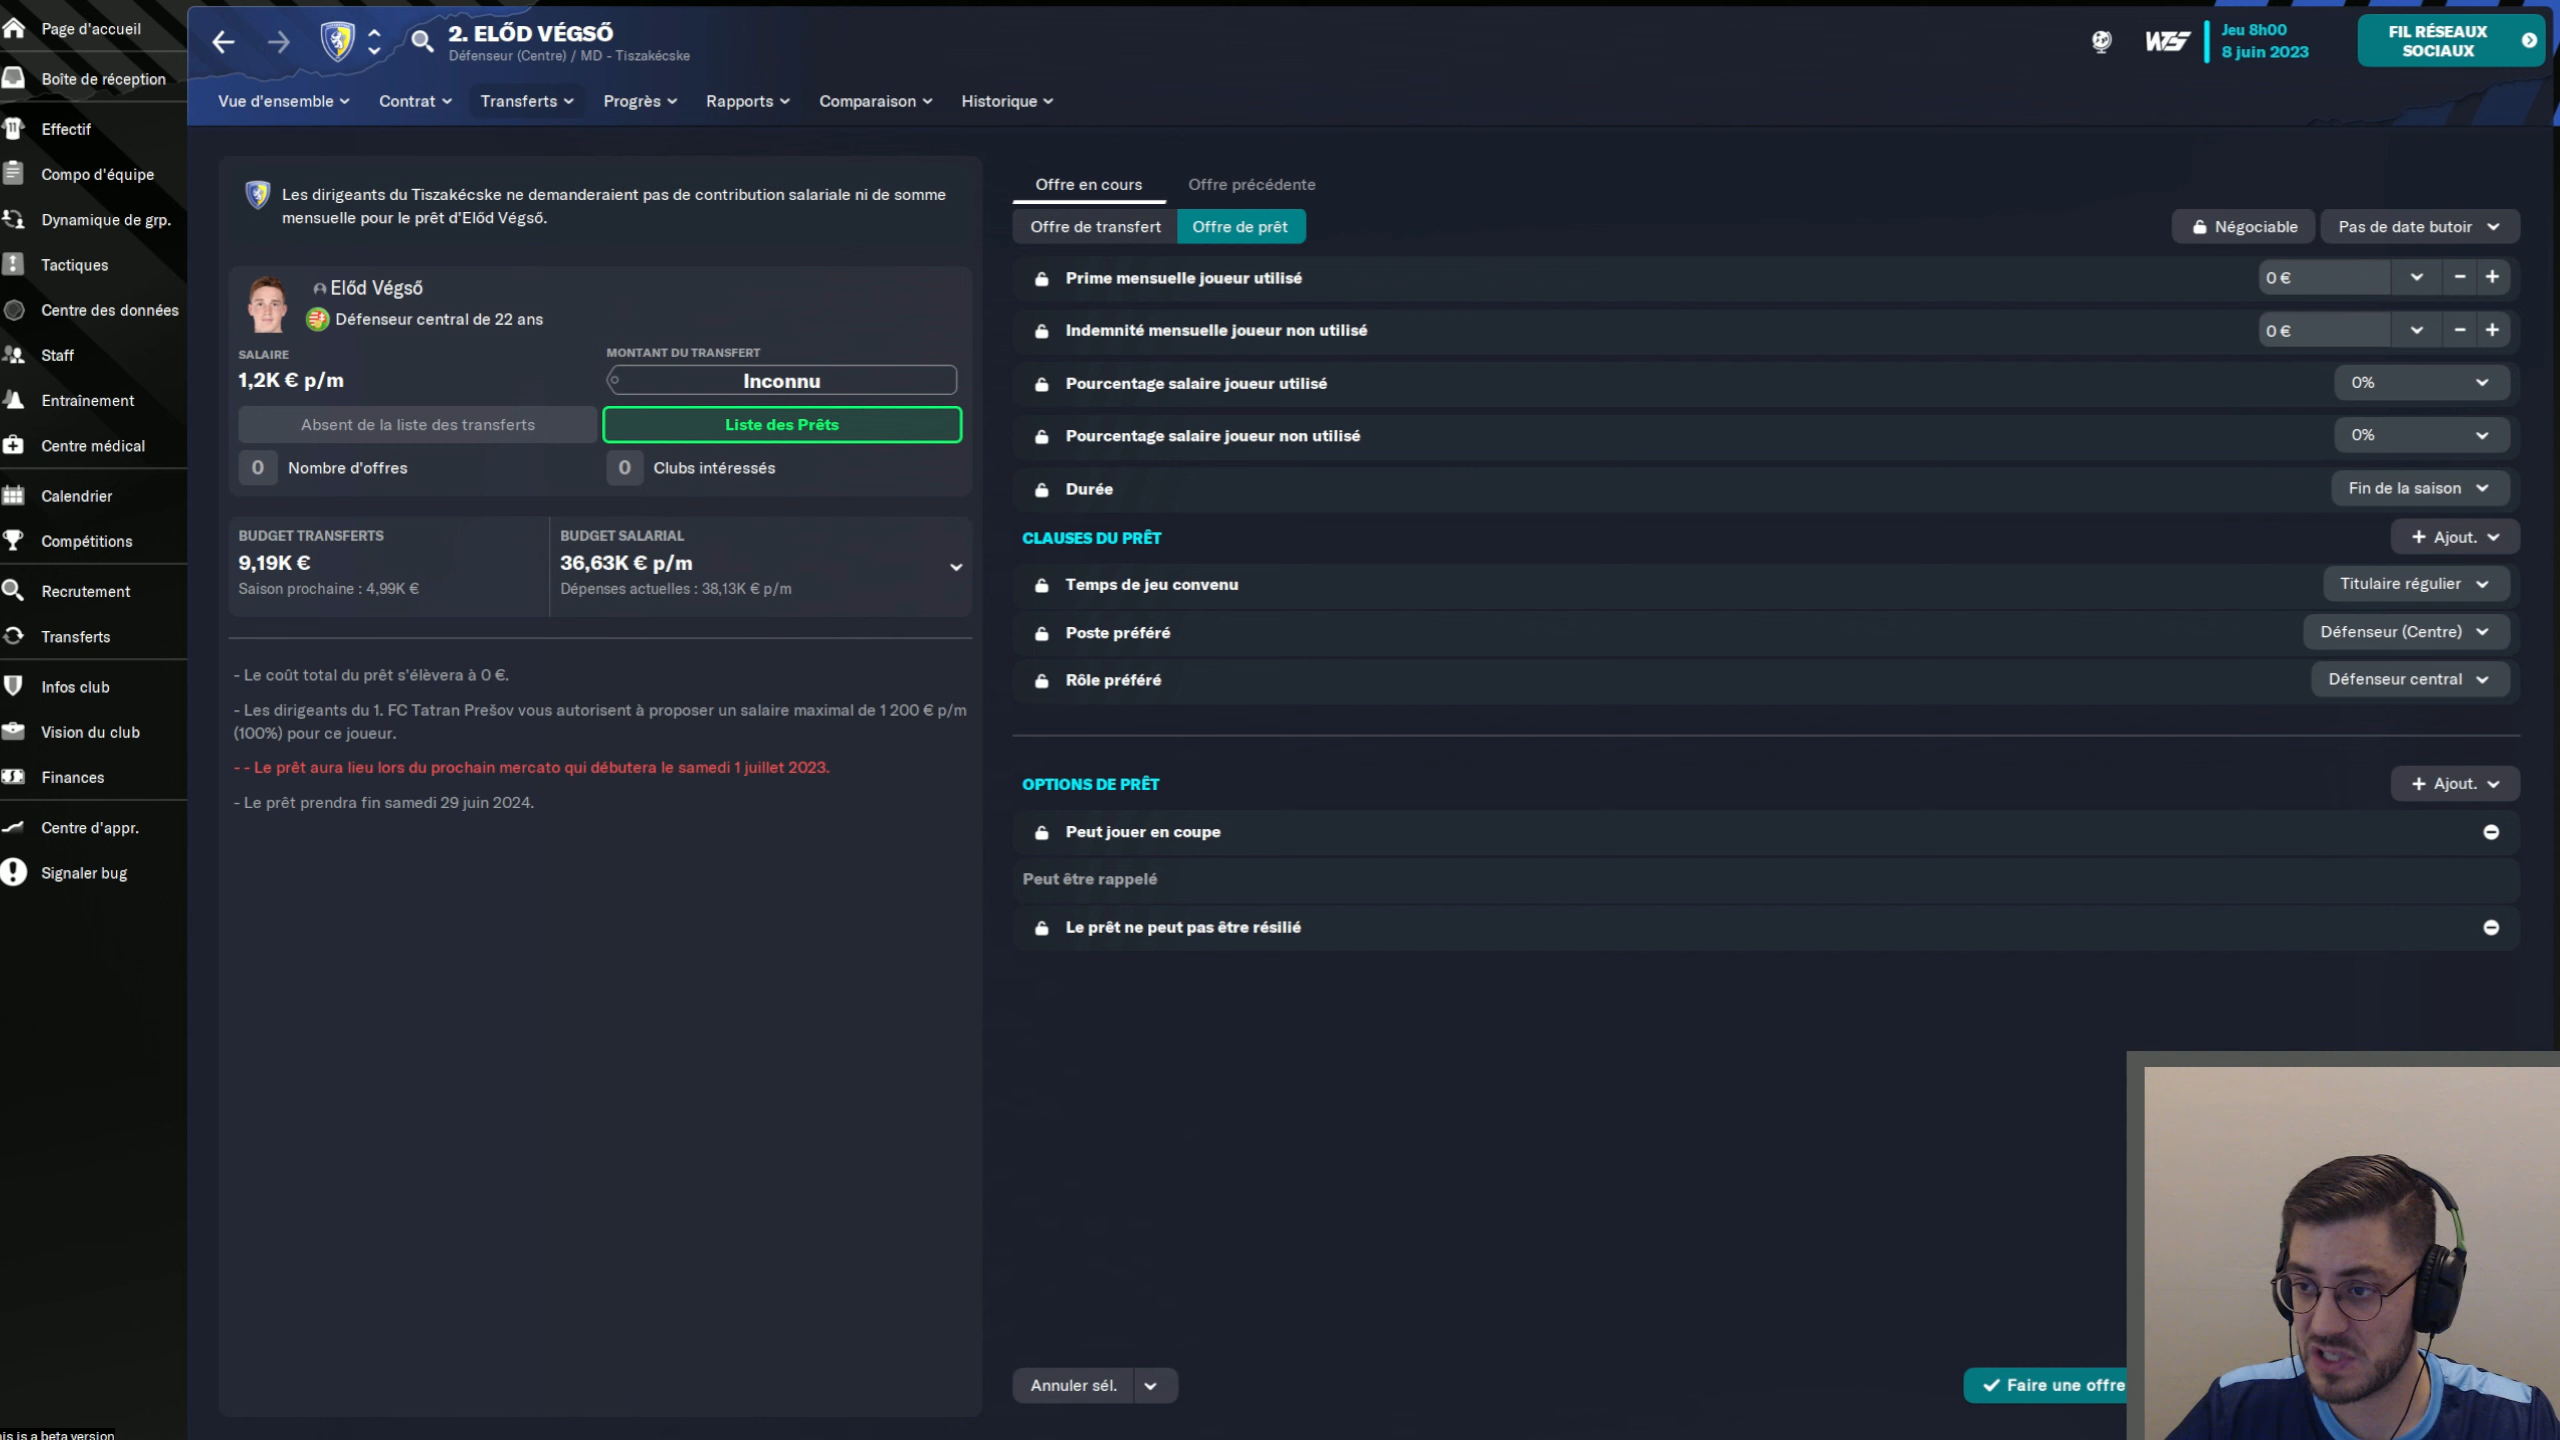 Page d'accueil
Boîte de réception
Effectif
Compo d'équipe
Dynamique de grp.
Tactiques
Centre des données
Staff
Entraînement
Centre médical
Calendrier
Compétitions
Recrutement
Transferts
Infos club
Vision du club
Finances
Centre d'appr.
Signaler bug
is is a beta version
2. ELŐD VÉGSŐ
Défenseur (Centre) / MD - Tiszakécske
Jeu 8h00
8 juin 2023
FIL RÉSEAUX
SOCIAUX
Vue d'ensemble
Contrat
Transferts
Progrès
Rapports
Comparaison
Historique
Les dirigeants du Tiszakécske ne demanderaient pas de contribution salariale ni de somme
mensuelle pour le prêt d'Előd Végső.
Előd Végső
Défenseur central de 22 ans
SALAIRE
1,2K € p/m
MONTANT DU TRANSFERT
Inconnu
Absent de la liste des transferts
Liste des Prêts
0 Nombre d'offres
0 Clubs intéressés
BUDGET TRANSFERTS
9,19K €
Saison prochaine : 4,99K €
BUDGET SALARIAL
36,63K € p/m
Dépenses actuelles : 38,13K € p/m
- Le coût total du prêt s'élèvera à 0 €.
- Les dirigeants du 1. FC Tatran Prešov vous autorisent à proposer un salaire maximal de 1 200 € p/m
(100%) pour ce joueur.
- - Le prêt aura lieu lors du prochain mercato qui débutera le samedi 1 juillet 2023.
- Le prêt prendra fin samedi 29 juin 2024.
Offre en cours
Offre précédente
Offre de transfert
Offre de prêt
Négociable
Pas de date butoir
Prime mensuelle joueur utilisé
0 €
Indemnité mensuelle joueur non utilisé
0 €
Pourcentage salaire joueur utilisé
0%
Pourcentage salaire joueur non utilisé
0%
Durée
Fin de la saison
CLAUSES DU PRÊT
+ Ajout.
Temps de jeu convenu
Titulaire régulier
Poste préféré
Défenseur (Centre)
Rôle préféré
Défenseur central
OPTIONS DE PRÊT
+ Ajout.
Peut jouer en coupe
Peut être rappelé
Le prêt ne peut pas être résilié
Annuler sél.
Faire une offre